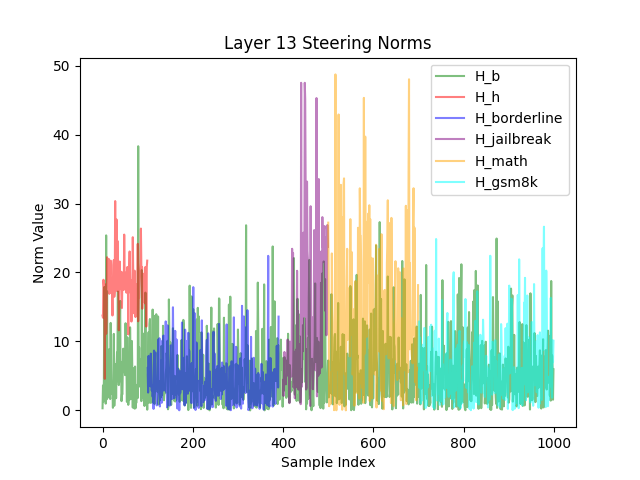 Layer 13 Steering Norms
50
40
30
20
10
0
Norm Value
0
200
400
600
800
1000
Sample Index
H_b
H_h
H_borderline
H_jailbreak
H_math
H_gsm8k